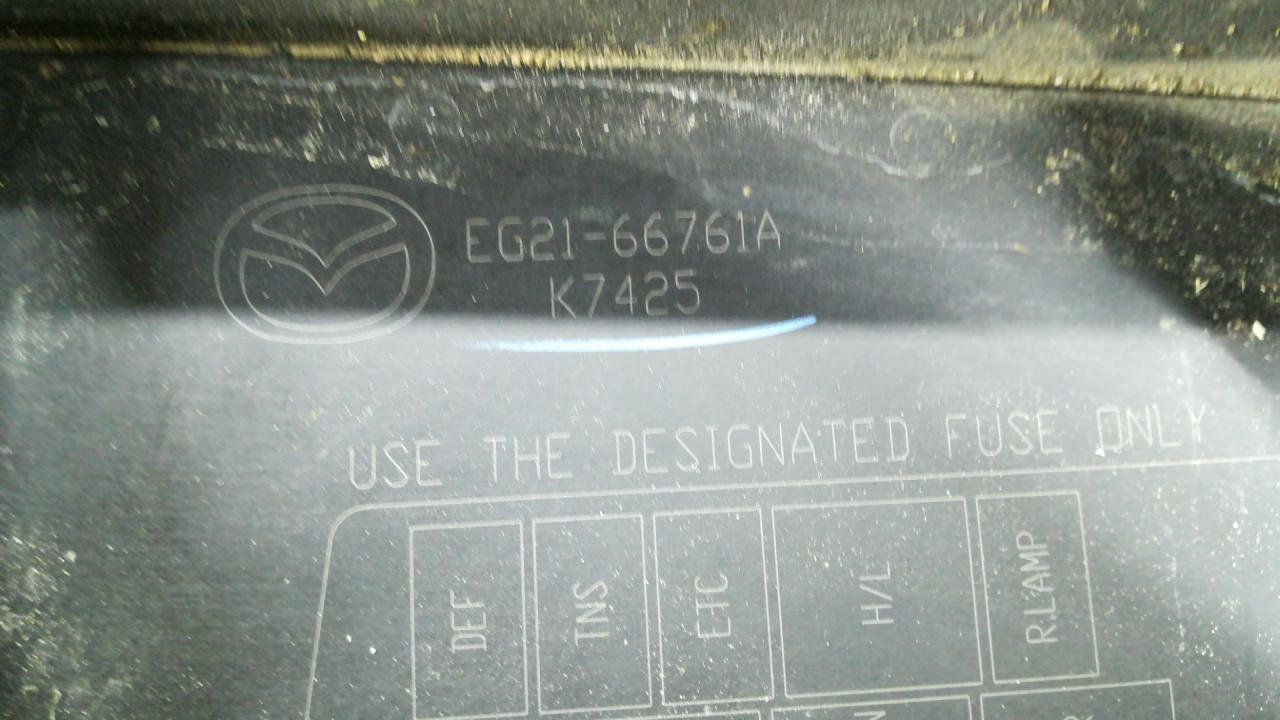 EG21-66761A
K7425
USE THE DESIGNATED FUSE ONLY
DEF
TNS
ETC
H/L
R.LAMP